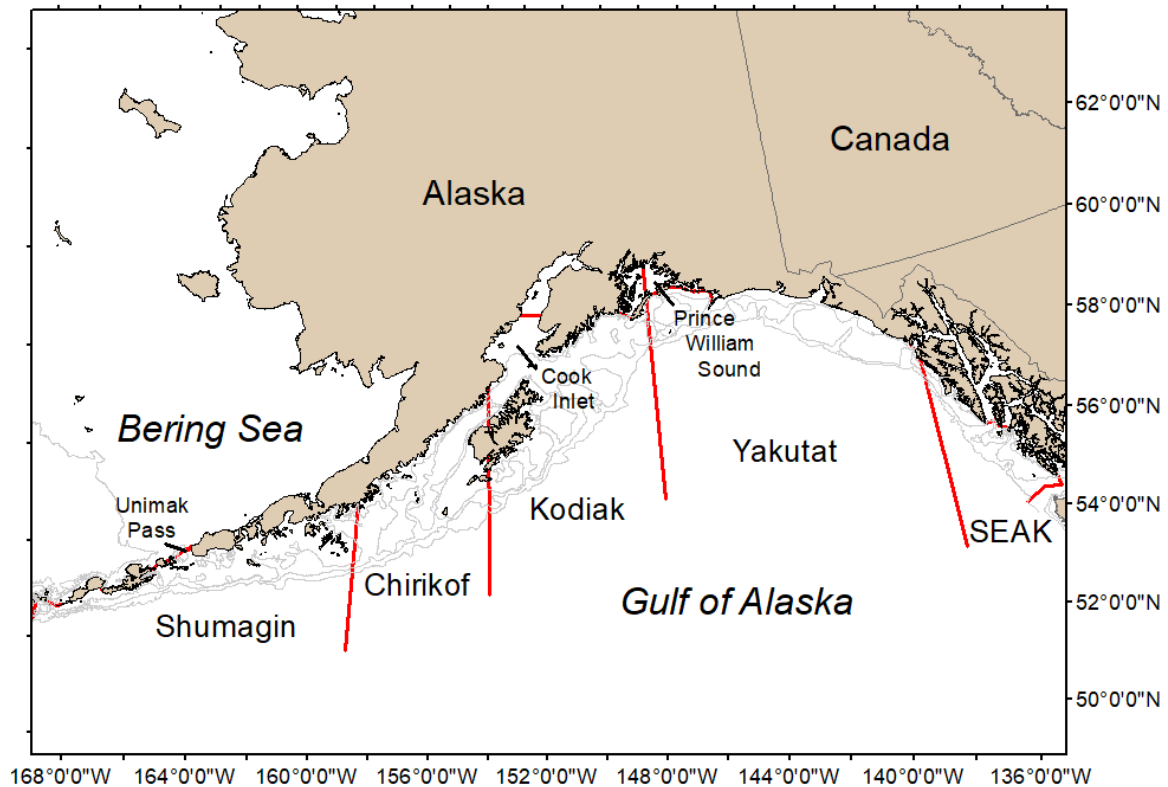 62°0'0"N
Canada
Alaska
60°0'0"N
58°0'0"N
Prince
William
Sound
Cook
Inlet
56°0'0"N
Bering Sea
Yakutat
Unimak
Pass
Kodiak
54°0'0"N
SEAK
Chirikof
Gulf of Alaska
52°0'0"N
Shumagin
50°0'0"N
168°0'0"W 164°0'0"W 160°0'0"W 156°0'0"W 152°0'0"W 148°0'0"W 144°0'0"W 140°0'0"W 136°0'0"W